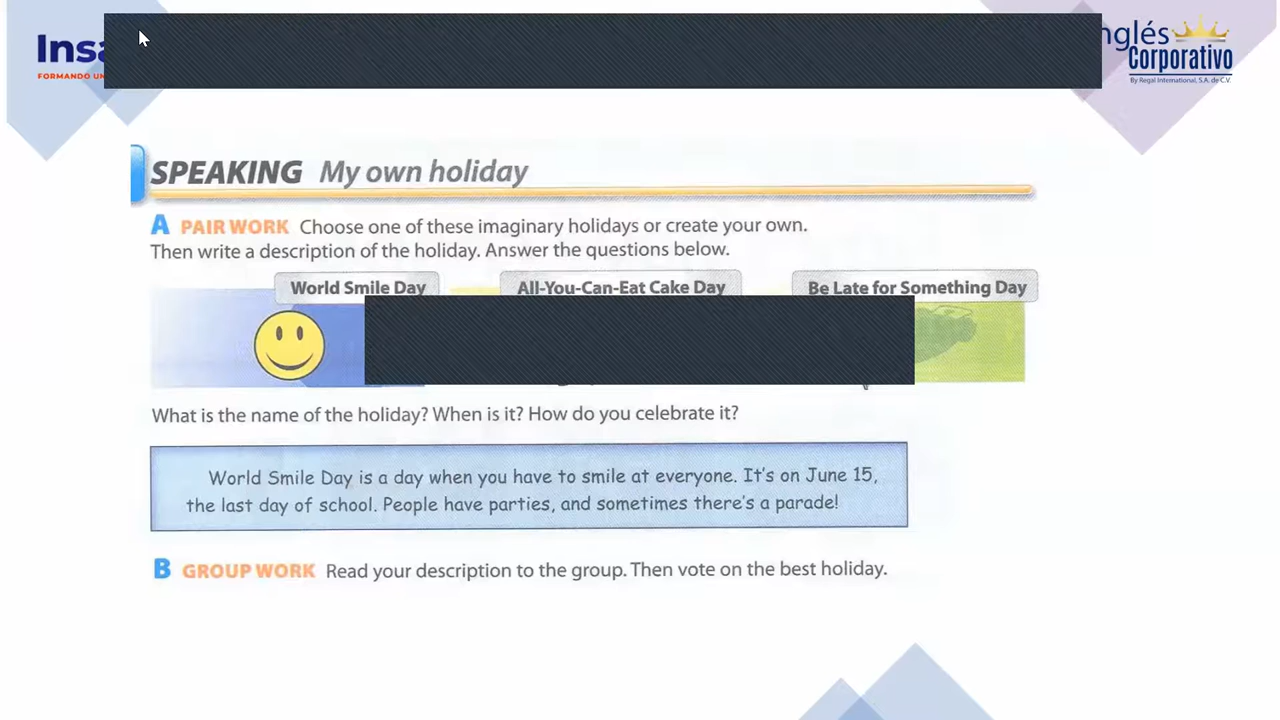 Insa
FORMANDO UN
nglés
Corporativo
By Regal International, S.A. de C.V.
SPEAKING My own holiday
A PAIR WORK Choose one of these imaginary holidays or create your own.
Then write a description of the holiday. Answer the questions below.
World Smile Day All-You-Can-Eat Cake Day Be Late for Something Day
What is the name of the holiday? When is it? How do you celebrate it?
World Smile Day is a day when you have to smile at everyone. It's on June 15,
the last day of school. People have parties, and sometimes there's a parade!
B GROUP WORK Read your description to the group. Then vote on the best holiday.